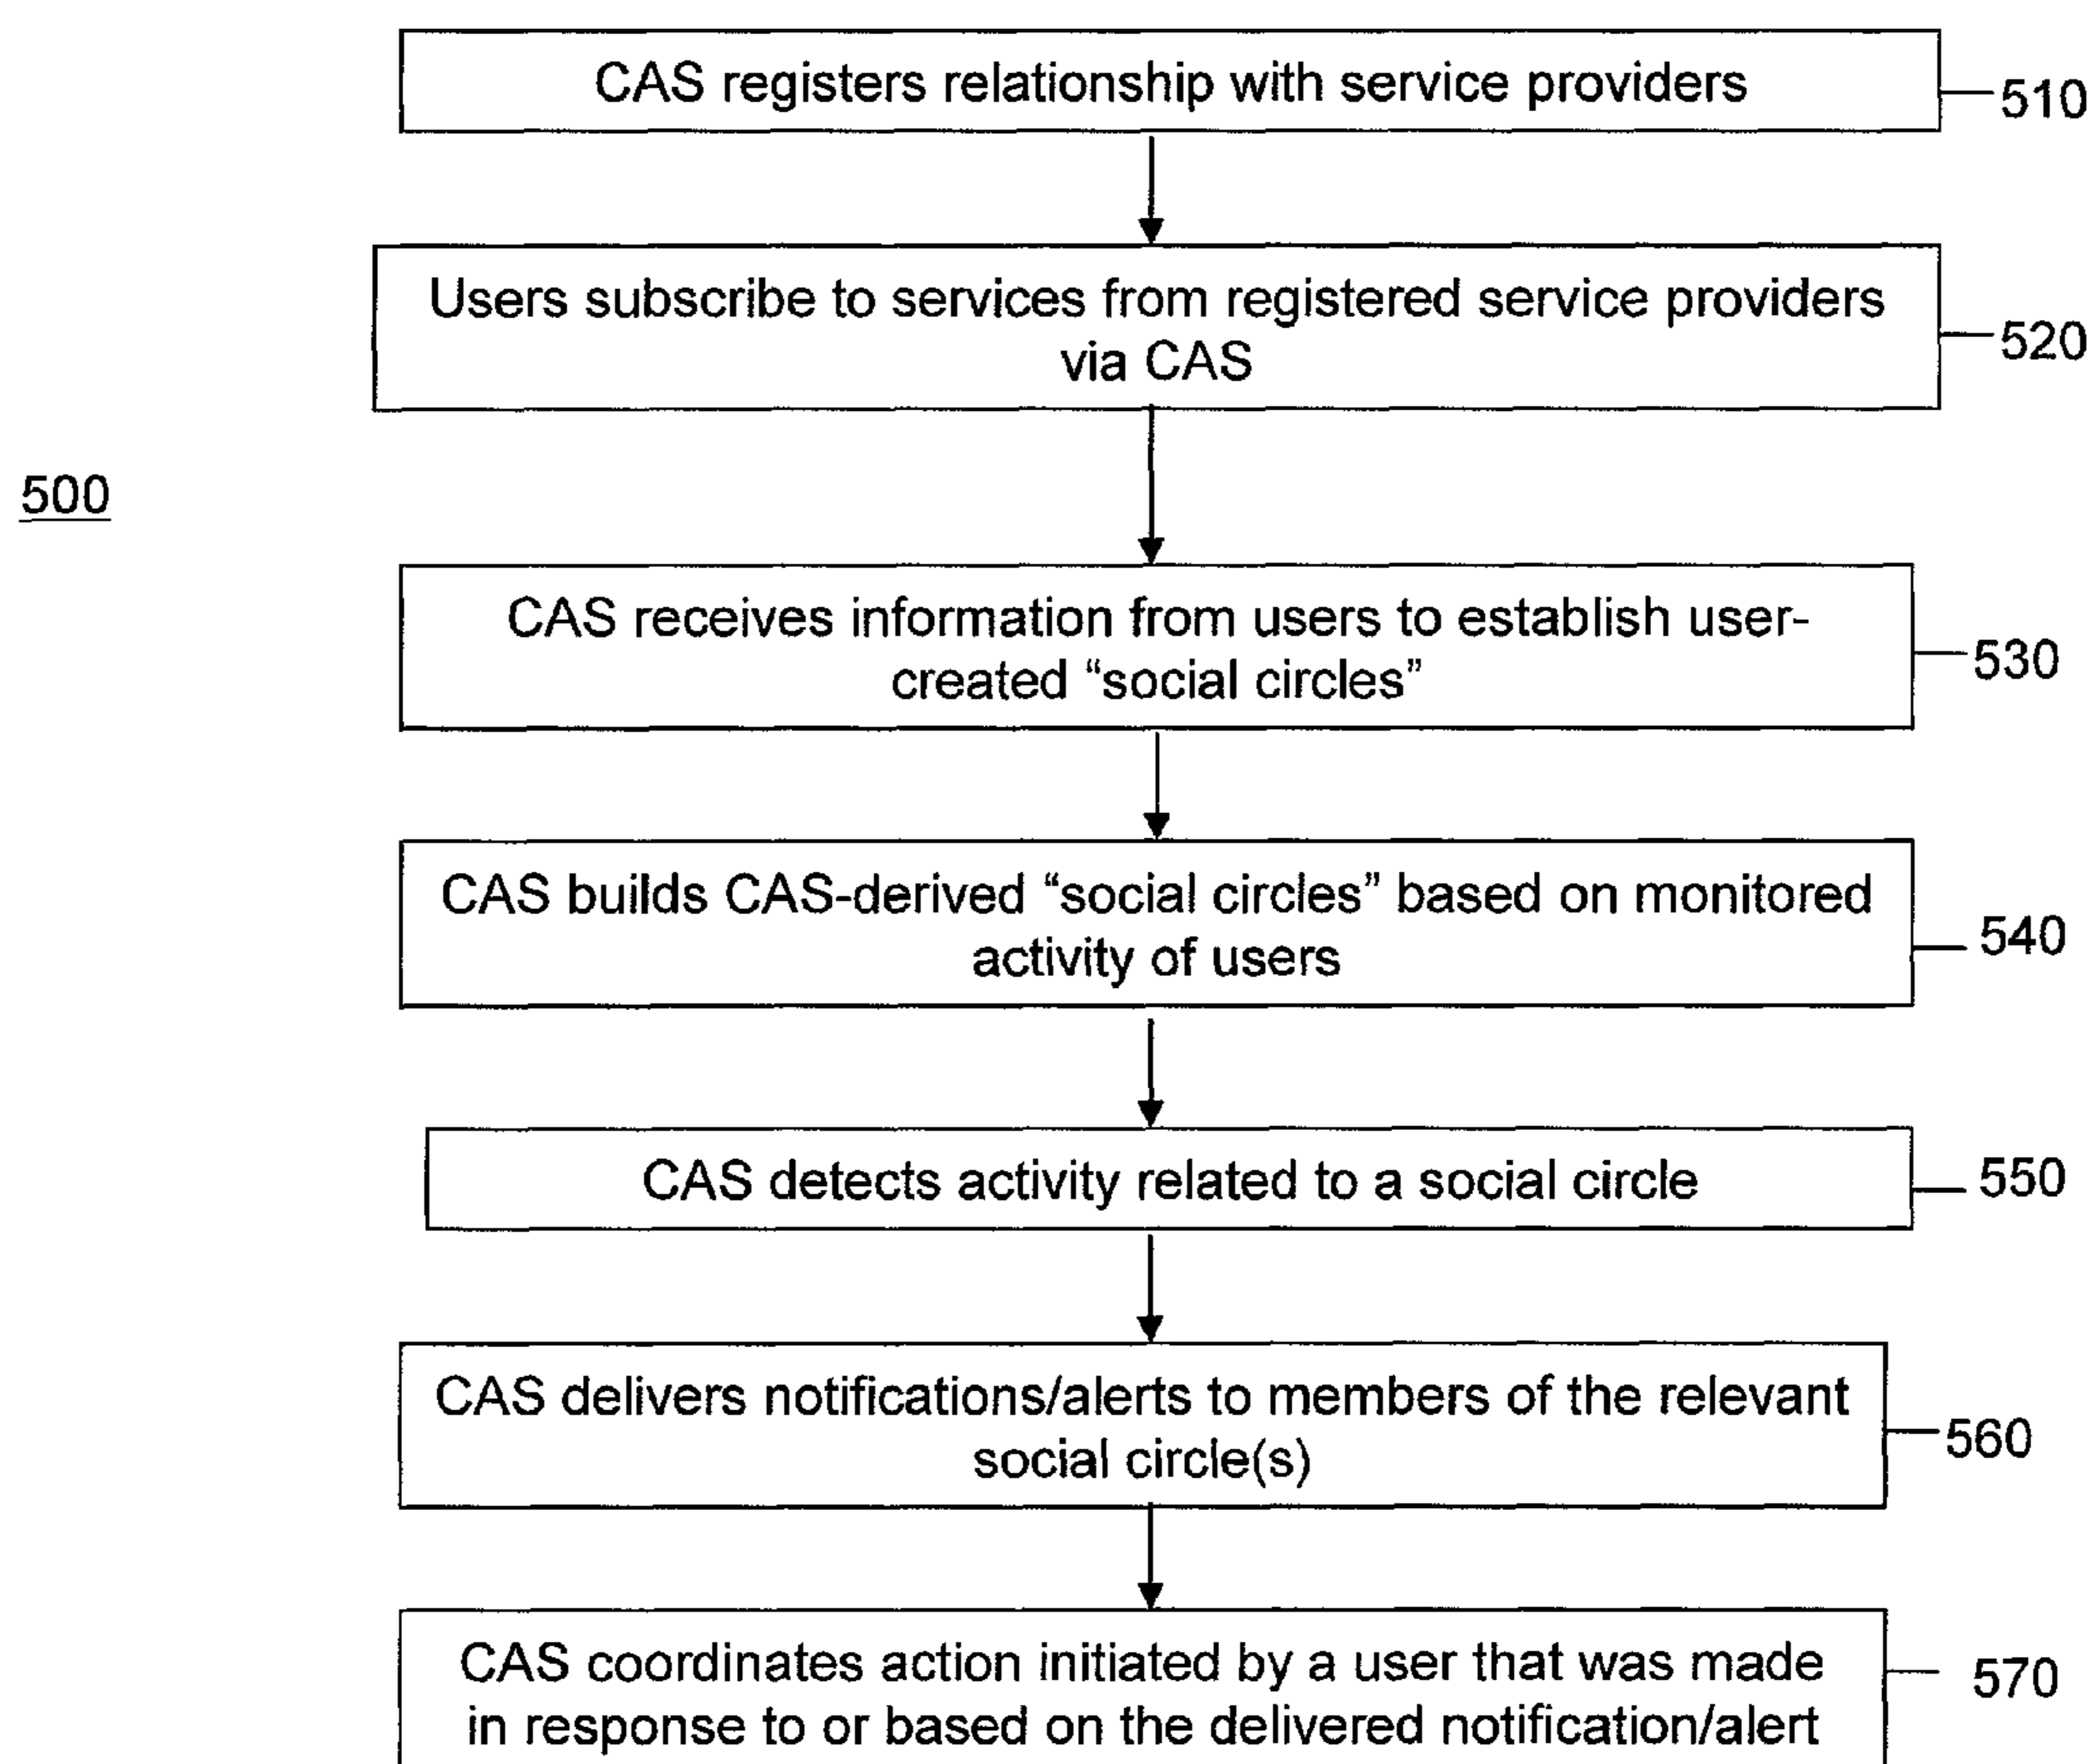 CAS registers relationship with service providers
510
Users subscribe to services from registered service providers
via CAS
520
500
CAS receives information from users to establish user-
created “social circles”
530
CAS builds CAS-derived “social circles” based on monitored
activity of users
540
CAS detects activity related to a social circle
550
CAS delivers notifications/alerts to members of the relevant
social circle(s)
560
CAS coordinates action initiated by a user that was made
in response to or based on the delivered notification/alert
570